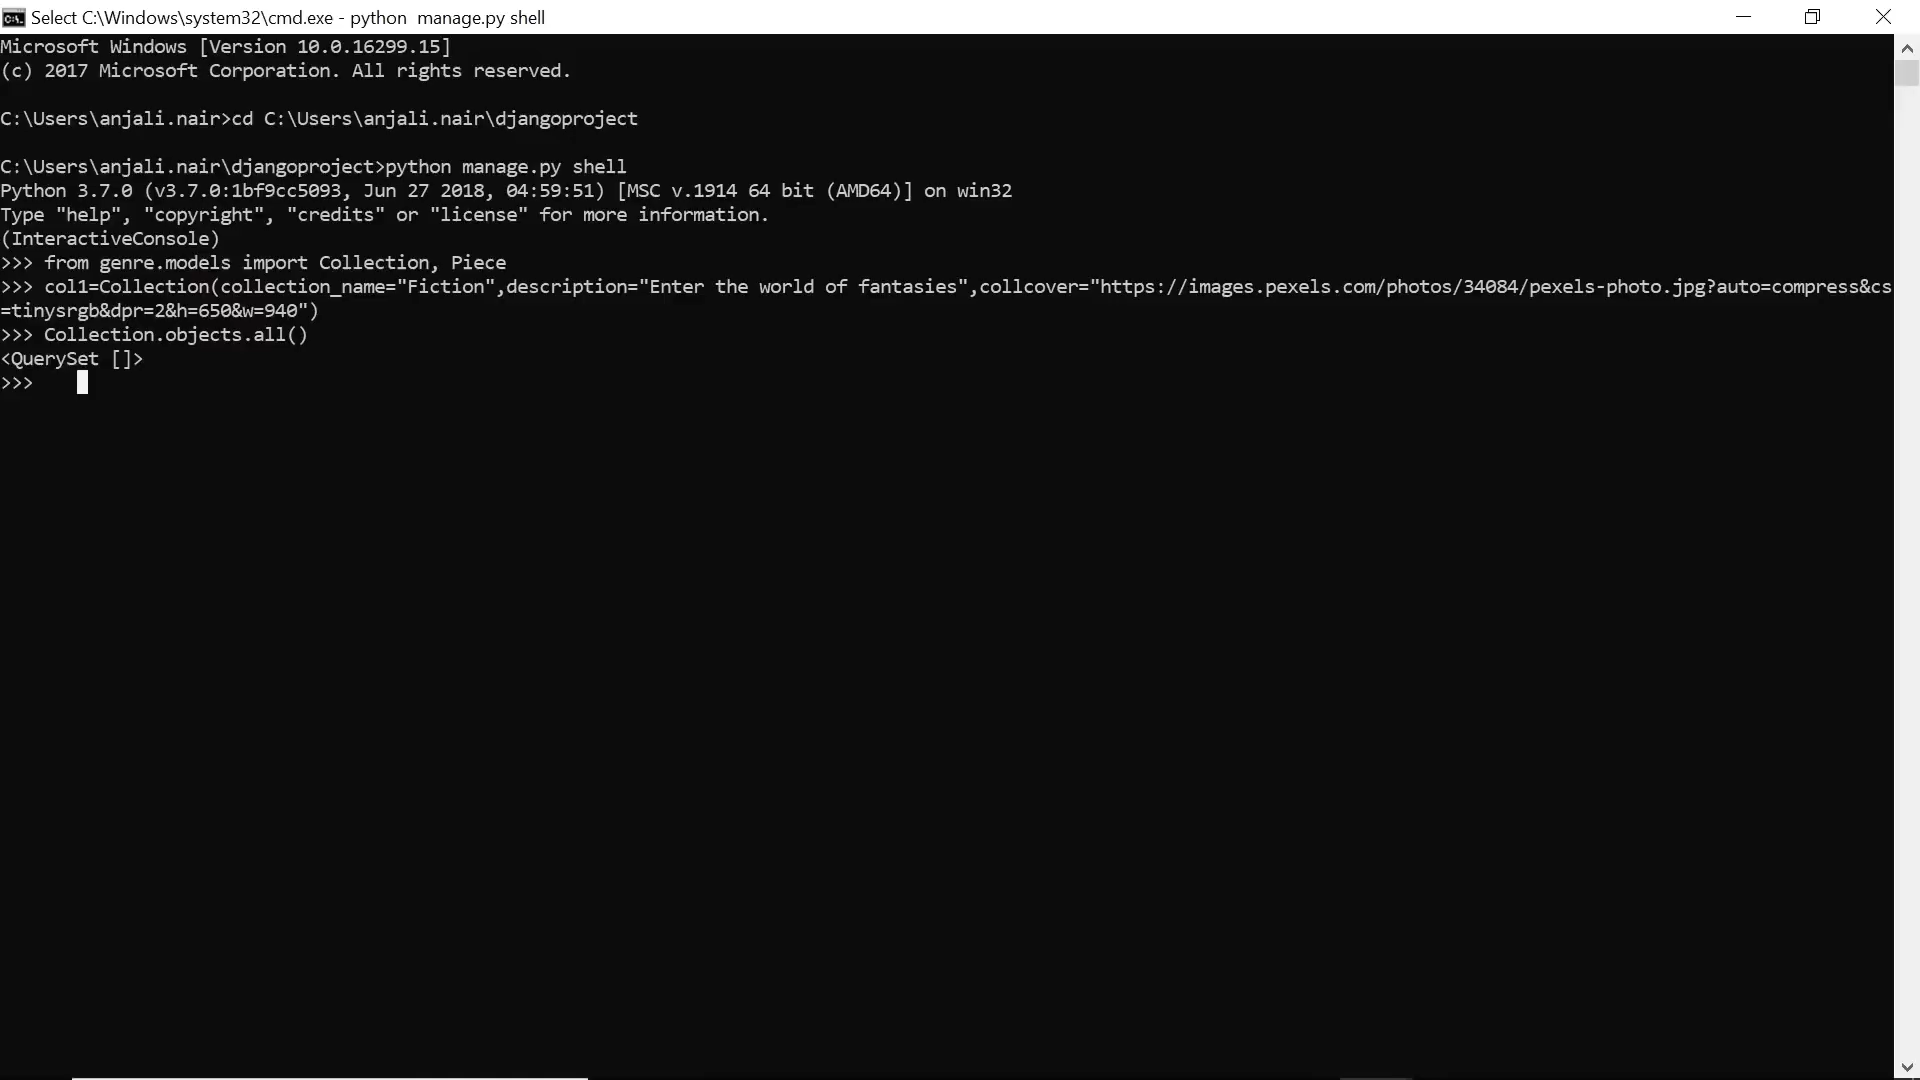 Select C:\Windows\system32\cmd.exe - python  manage.py shell
Microsoft Windows [Version 10.0.16299.15]
(c) 2017 Microsoft Corporation. All rights reserved.
C:\Users\anjali.nair>cd C:\Users\anjali.nair\djangoproject
C:\Users\anjali.nair\djangoproject>python manage.py shell
Python 3.7.0 (v3.7.0:1bf9cc5093, Jun 27 2018, 04:59:51) [MSC v.1914 64 bit (AMD64)] on win32
Type "help", "copyright", "credits" or "license" for more information.
(InteractiveConsole)
>>> from genre.models import Collection, Piece
>>> col1=Collection(collection_name="Fiction",description="Enter the world of fantasies",collcover="https://images.pexels.com/photos/34084/pexels-photo.jpg?auto=compress&cs
=tinysrgb&dpr=2&h=650&w=940")
>>> Collection.objects.all()
<QuerySet []>
>>>